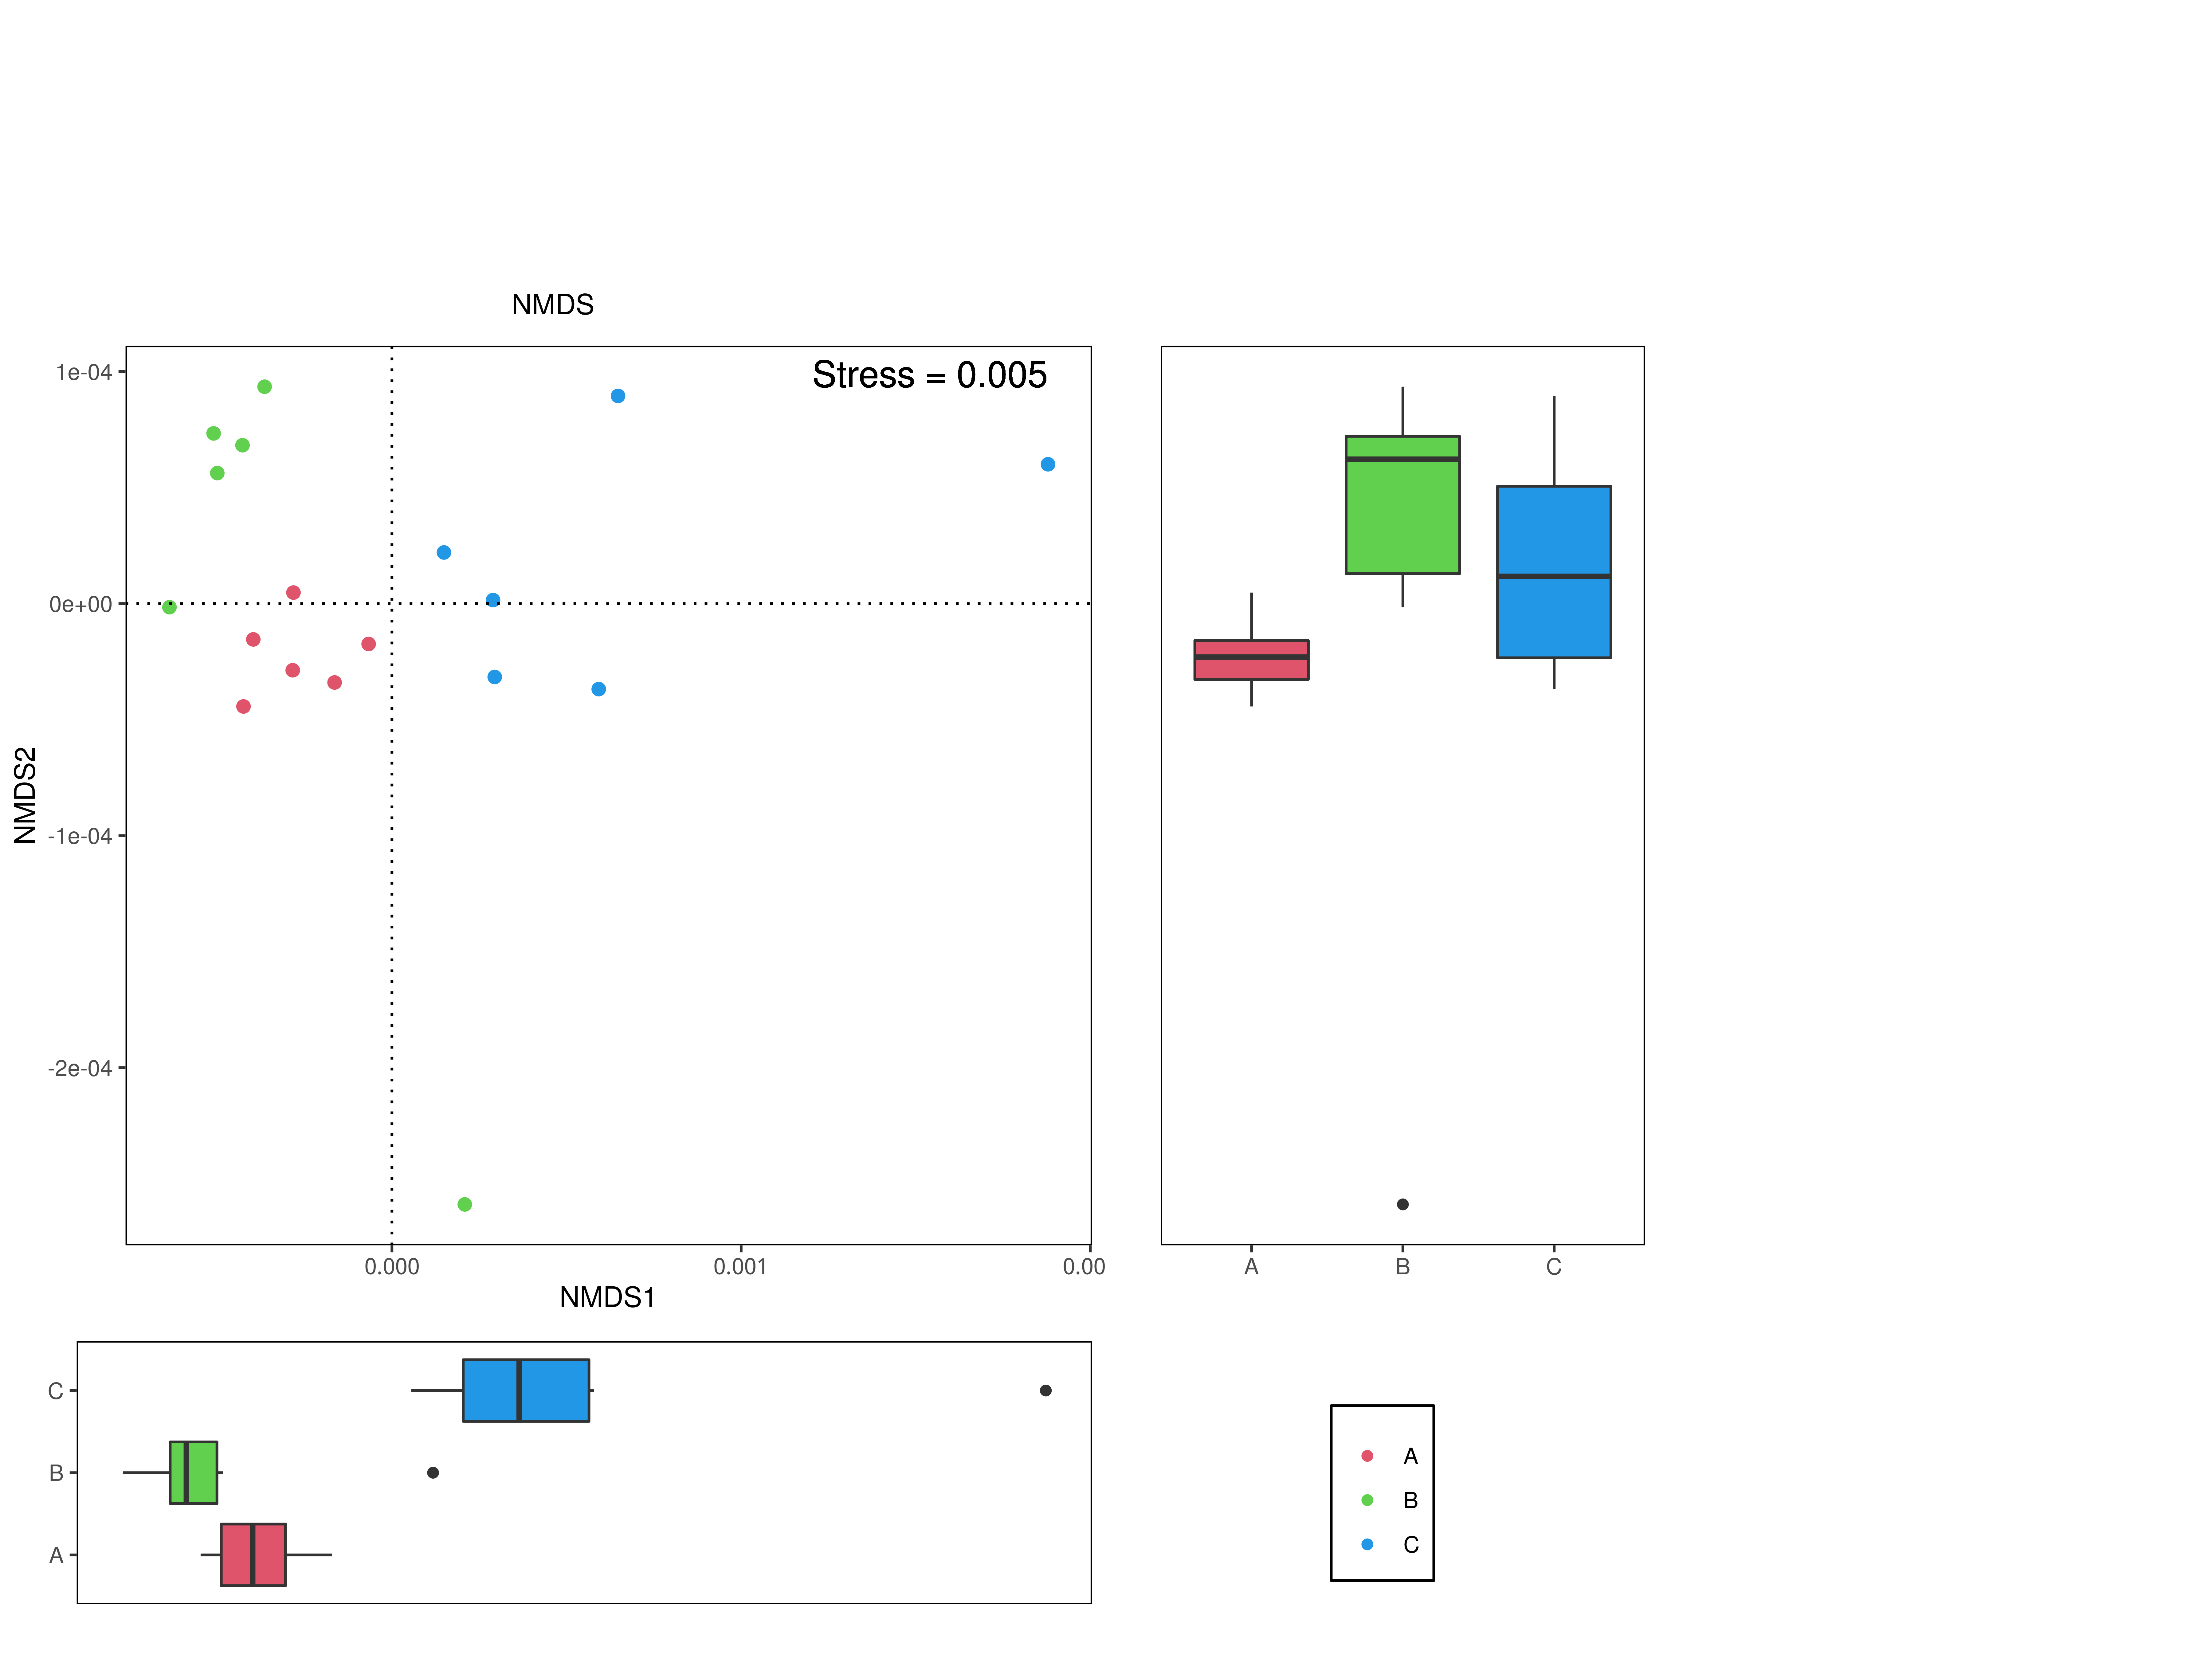 NMDS
Stress = 0.005
1e-04
0e+00
-1e-04
-2e-04
NMDS2
0.000
0.001
0.00
NMDS1
A
B
C
C
B
A
A
B
C